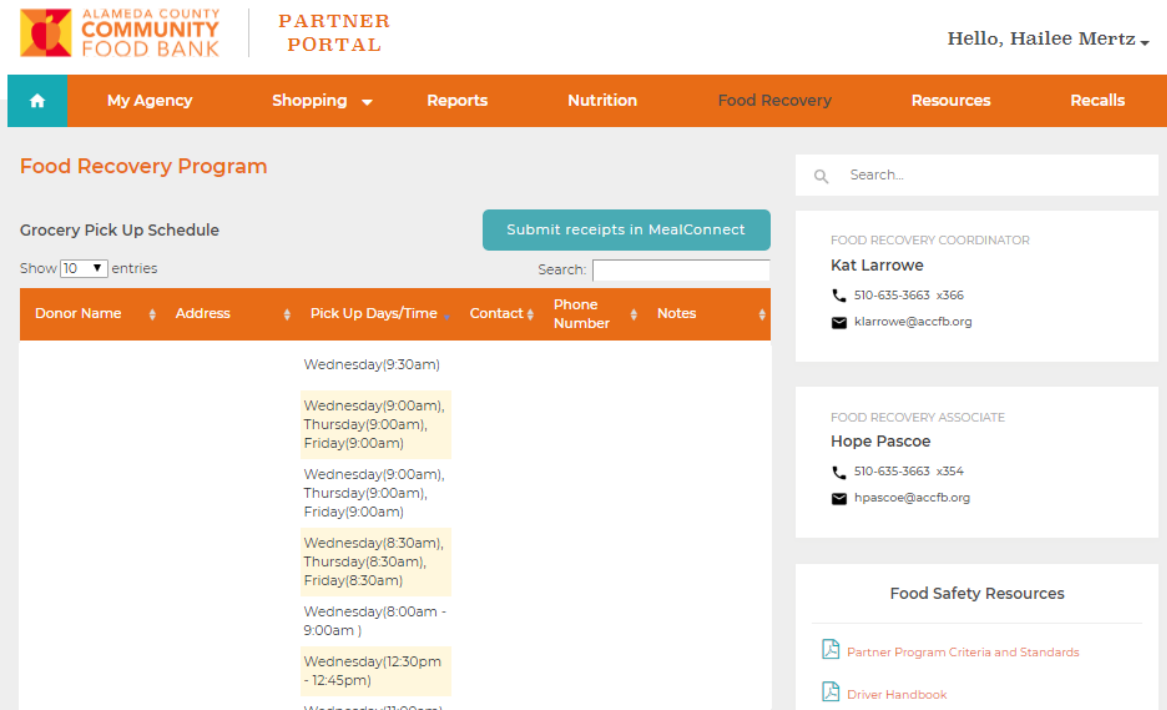 ALAMEDA COUNTY
COMMUNITY
FOOD BANK
PARTNER
PORTAL
Hello, Hailee Mertz
My Agency
Shopping
Reports
Nutrition
Food Recovery
Resources
Recalls
Food Recovery Program
Grocery Pick Up Schedule
Submit receipts in MealConnect
Show 10 entries
Search:
Donor Name
Address
Pick Up Days/Time
Contact
Phone
Number
Notes
Wednesday(9:30am)
Wednesday(9:00am),
Thursday(9:00am),
Friday(9:00am)
Wednesday(9:00am),
Thursday(9:00am),
Friday(9:00am)
Wednesday(8:30am),
Thursday(8:30am),
Friday(8:30am)
Wednesday(8:00am -
9:00am )
Wednesday(12:30pm
- 12:45pm)
Wednesday(11:00am)
Search...
FOOD RECOVERY COORDINATOR
Kat Larrowe
510-635-3663 x366
klarrowe@accfb.org
FOOD RECOVERY ASSOCIATE
Hope Pascoe
510-635-3663 x354
hpascoe@accfb.org
Food Safety Resources
Partner Program Criteria and Standards
Driver Handbook